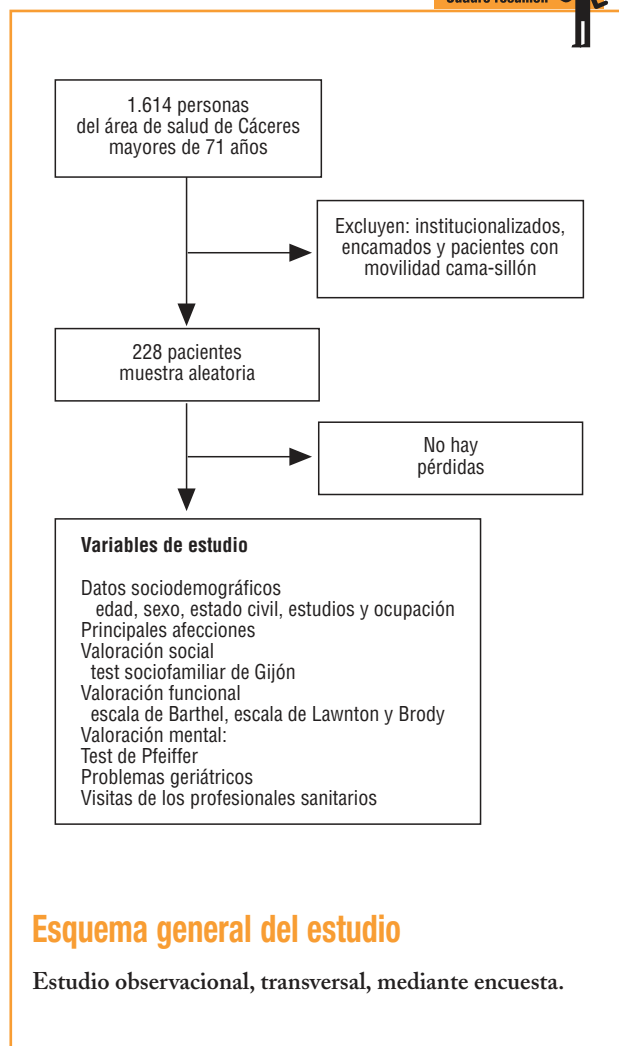 Cuadro resumen
1.614 personas
del área de salud de Cáceres
mayores de 71 años
Excluyen: institucionalizados,
encamados y pacientes con
movilidad cama-sillón
228 pacientes
muestra aleatoria
No hay
pérdidas
Variables de estudio
Datos sociodemográficos
edad, sexo, estado civil, estudios y ocupación
Principales afecciones
Valoración social
test sociofamiliar de Gijón
Valoración funcional
escala de Barthel, escala de Lawnton y Brody
Valoración mental:
Test de Pfeiffer
Problemas geriátricos
Visitas de los profesionales sanitarios
Esquema general del estudio
Estudio observacional, transversal, mediante encuesta.